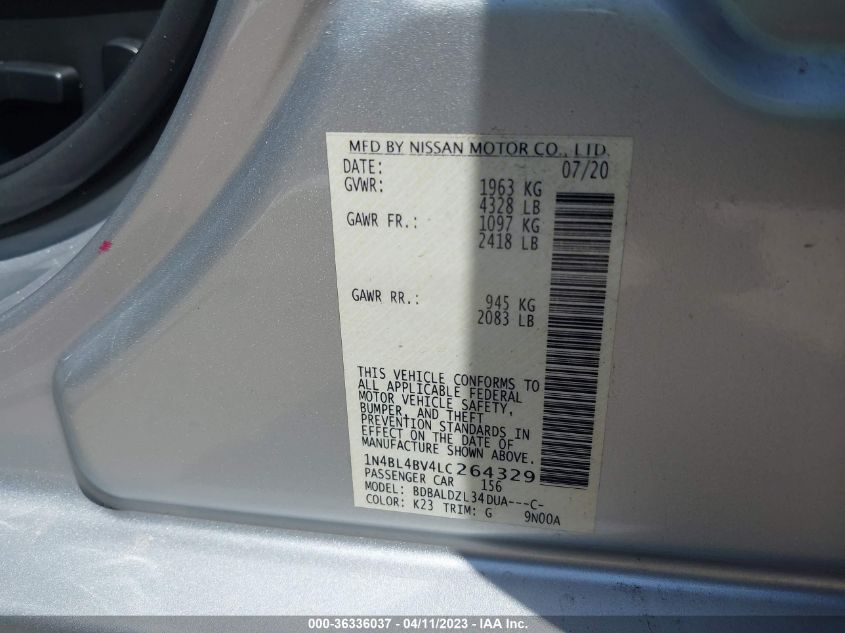 MFD BY NISSAN MOTOR CO., LTD.
DATE: 07/20
GVWR: 1963 KG
4328 LB
GAWR FR.: 1097 KG
2418 LB
GAWR RR.: 945 KG
2083 LB
THIS VEHICLE CONFORMS TO
ALL APPLICABLE FEDERAL
MOTOR VEHICLE SAFETY,
BUMPER, AND THEFT
PREVENTION STANDARDS IN
EFFECT ON THE DATE OF
MANUFACTURE SHOWN ABOVE.
1N4BL4BV4LC264329
PASSENGER CAR 156
MODEL: BDBALDZL34DUA---C-
COLOR: K23 TRIM: G 9N00A
000-36336037 - 04/11/2023 - IAA Inc.